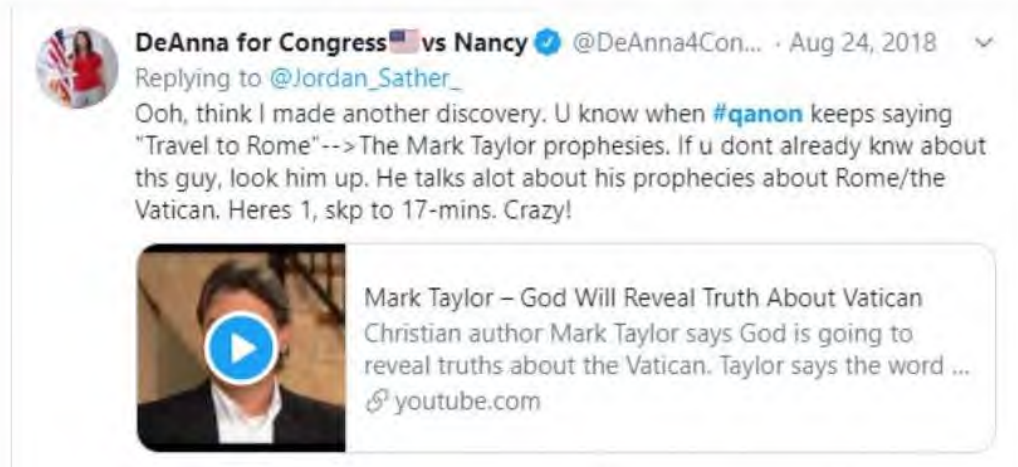 DeAnna for Congress🇺🇸vs Nancy @DeAnna4Con... · Aug 24, 2018
Replying to @Jordan_Sather_
Ooh, think I made another discovery. U know when #qanon keeps saying
"Travel to Rome"-->The Mark Taylor prophesies. If u dont already knw about
ths guy, look him up. He talks alot about his prophecies about Rome/the
Vatican. Heres 1, skp to 17-mins. Crazy!
Mark Taylor – God Will Reveal Truth About Vatican
Christian author Mark Taylor says God is going to
reveal truths about the Vatican. Taylor says the word ...
youtube.com